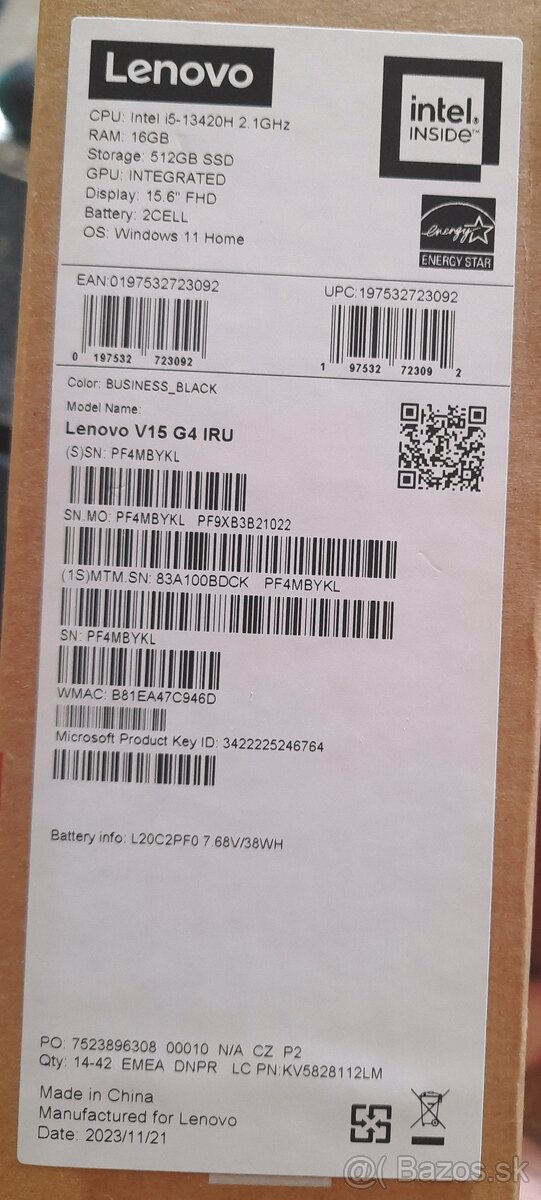 Lenovo
CPU: Intel i5-13420H 2.1GHz
RAM: 16GB
Storage: 512GB SSD
GPU: INTEGRATED
Display: 15.6" FHD
Battery: 2CELL
OS: Windows 11 Home
intel.
INSIDE™
energy
ENERGY STAR
EAN:0197532723092
UPC:197532723092
0 197532 723092
1 97532 72309 2
Color: BUSINESS_BLACK
Model Name:
Lenovo V15 G4 IRU
(S)SN: PF4MBYKL
SN.MO: PF4MBYKL PF9XB3B21022
(1S)MTM.SN: 83A100BDCK PF4MBYKL
SN: PF4MBYKL
WMAC: B81EA47C946D
Microsoft Product Key ID: 3422225246764
Battery info: L20C2PF0 7.68V/38WH
PO: 7523896308 00010 N/A CZ P2
Qty: 14-42 EMEA DNPR LC PN:KV5828112LM
Made in China
Manufactured for Lenovo
Date: 2023/11/21
@( Bazos.sk